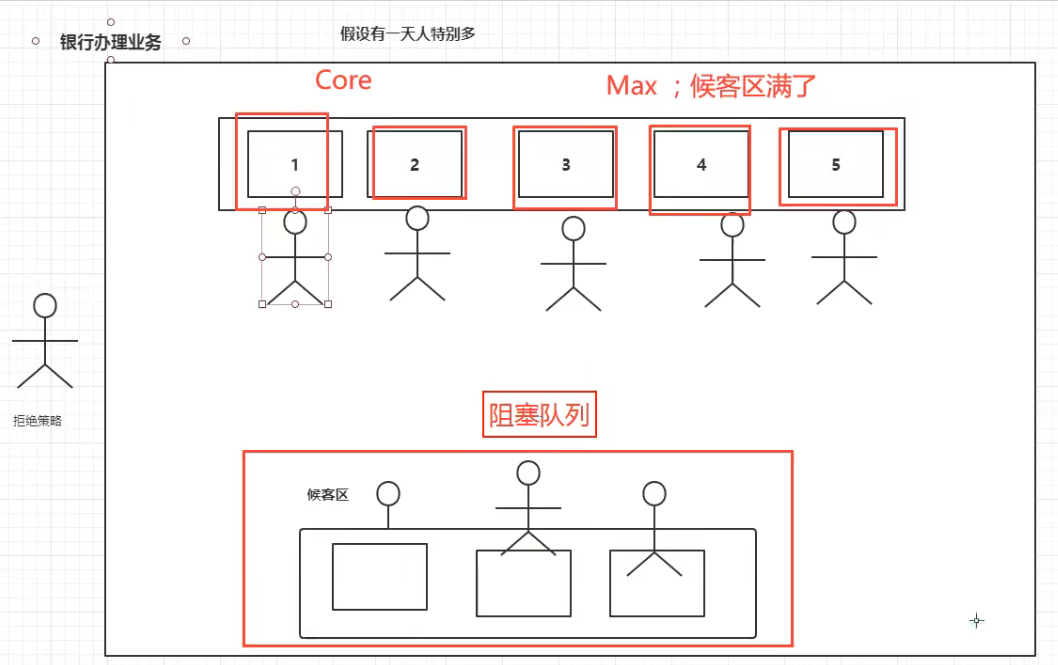 假设有一天人特别多
银行办理业务
Core
Max ；候客区满了
1
2
3
4
5
拒绝策略
阻塞队列
候客区